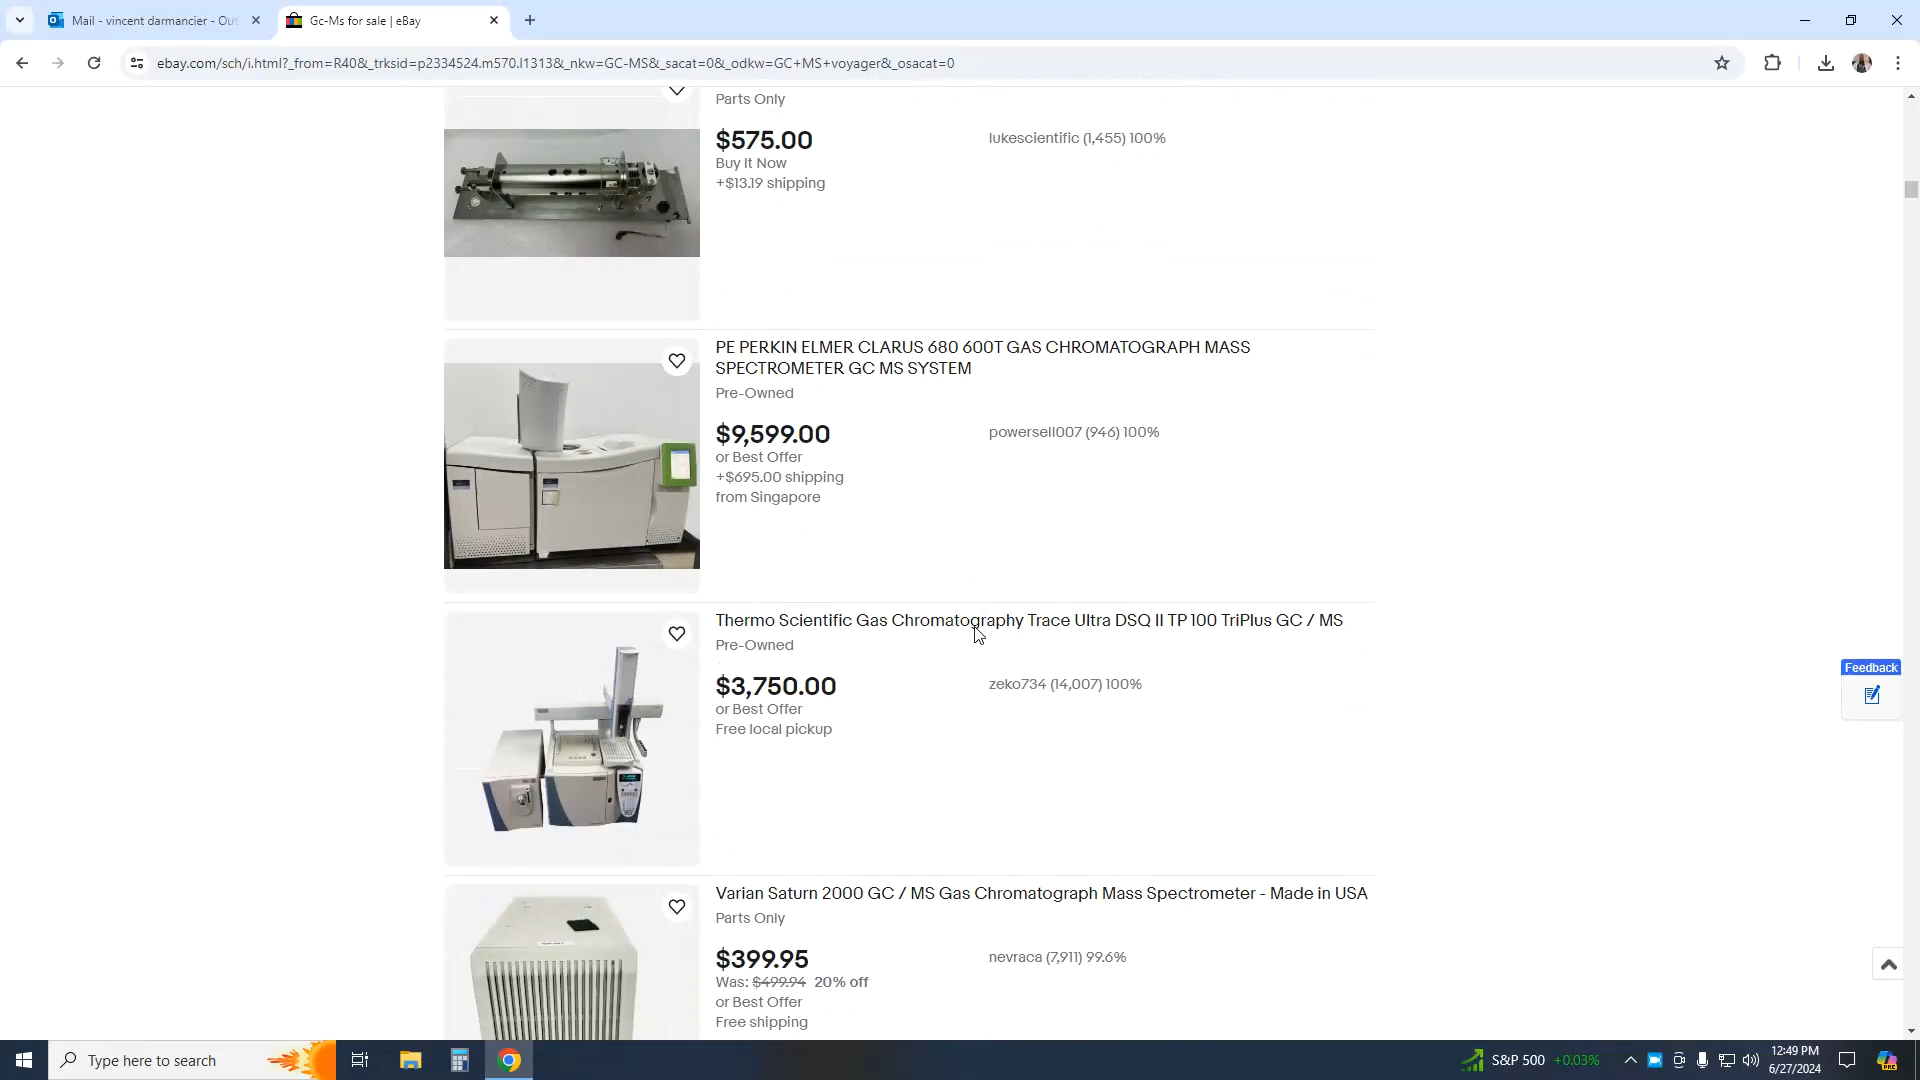 Mail - vincent darmancier - Out
Gc-Ms for sale | eBay
ebay.com/sch/i.html?_from=R40&_trksid=p2334524.m570.l1313&_nkw=GC-MS&_sacat=0&_odkw=GC+MS+voyager&_osacat=0
Parts Only
$575.00
lukescientific (1,455) 100%
Buy It Now
+$13.19 shipping
PE PERKIN ELMER CLARUS 680 600T GAS CHROMATOGRAPH MASS
SPECTROMETER GC MS SYSTEM
Pre-Owned
$9,599.00
powersell007 (946) 100%
or Best Offer
+$695.00 shipping
from Singapore
Thermo Scientific Gas Chromatography Trace Ultra DSQ II TP 100 TriPlus GC / MS
Pre-Owned
$3,750.00
zeko734 (14,007) 100%
or Best Offer
Free local pickup
Feedback
Varian Saturn 2000 GC / MS Gas Chromatograph Mass Spectrometer - Made in USA
Parts Only
$399.95
nevraca (7,911) 99.6%
Was: $499.94 20% off
or Best Offer
Free shipping
Type here to search
S&P 500 +0.03%
12:49 PM
6/27/2024
PRE